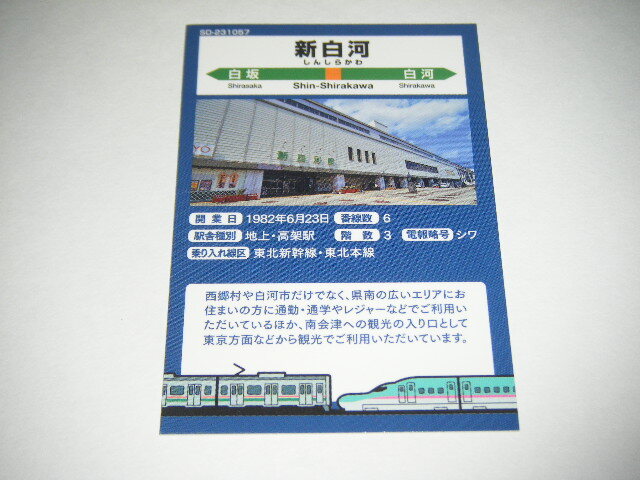 SD-231057
新白河
しんしらかわ
白坂 白河
Shirasaka Shin-Shirakawa Shirakawa
新白河駅
開業日 1982年6月23日 番線数 6
駅舎種別 地上・高架駅 階数 3 電報略号 シワ
乗り入れ線区 東北新幹線・東北本線
西郷村や白河市だけでなく、県南の広いエリアにお
住まいの方に通勤・通学やレジャーなどでご利用い
ただいているほか、南会津への観光の入り口として
東京方面などから観光でご利用いただいています。